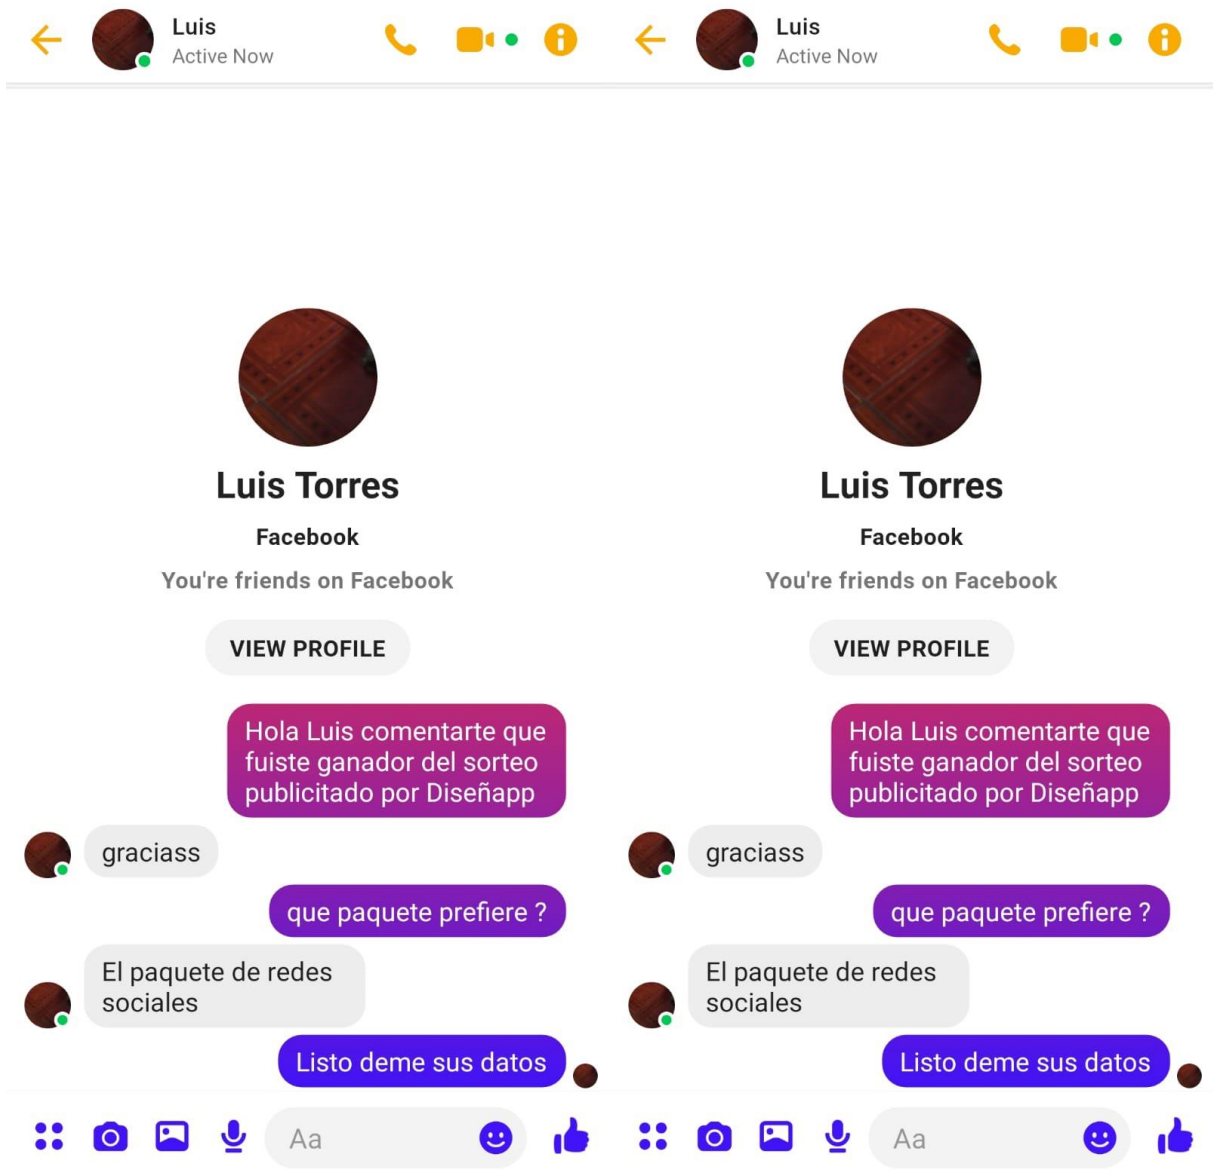 Luis
Active Now
Luis Torres
Facebook
You're friends on Facebook
VIEW PROFILE
Hola Luis comentarte que
fuiste ganador del sorteo
publicitado por Diseñapp
graciass
que paquete prefiere ?
El paquete de redes
sociales
Listo deme sus datos
Aa
Luis
Active Now
Luis Torres
Facebook
You're friends on Facebook
VIEW PROFILE
Hola Luis comentarte que
fuiste ganador del sorteo
publicitado por Diseñapp
graciass
que paquete prefiere ?
El paquete de redes
sociales
Listo deme sus datos
Aa